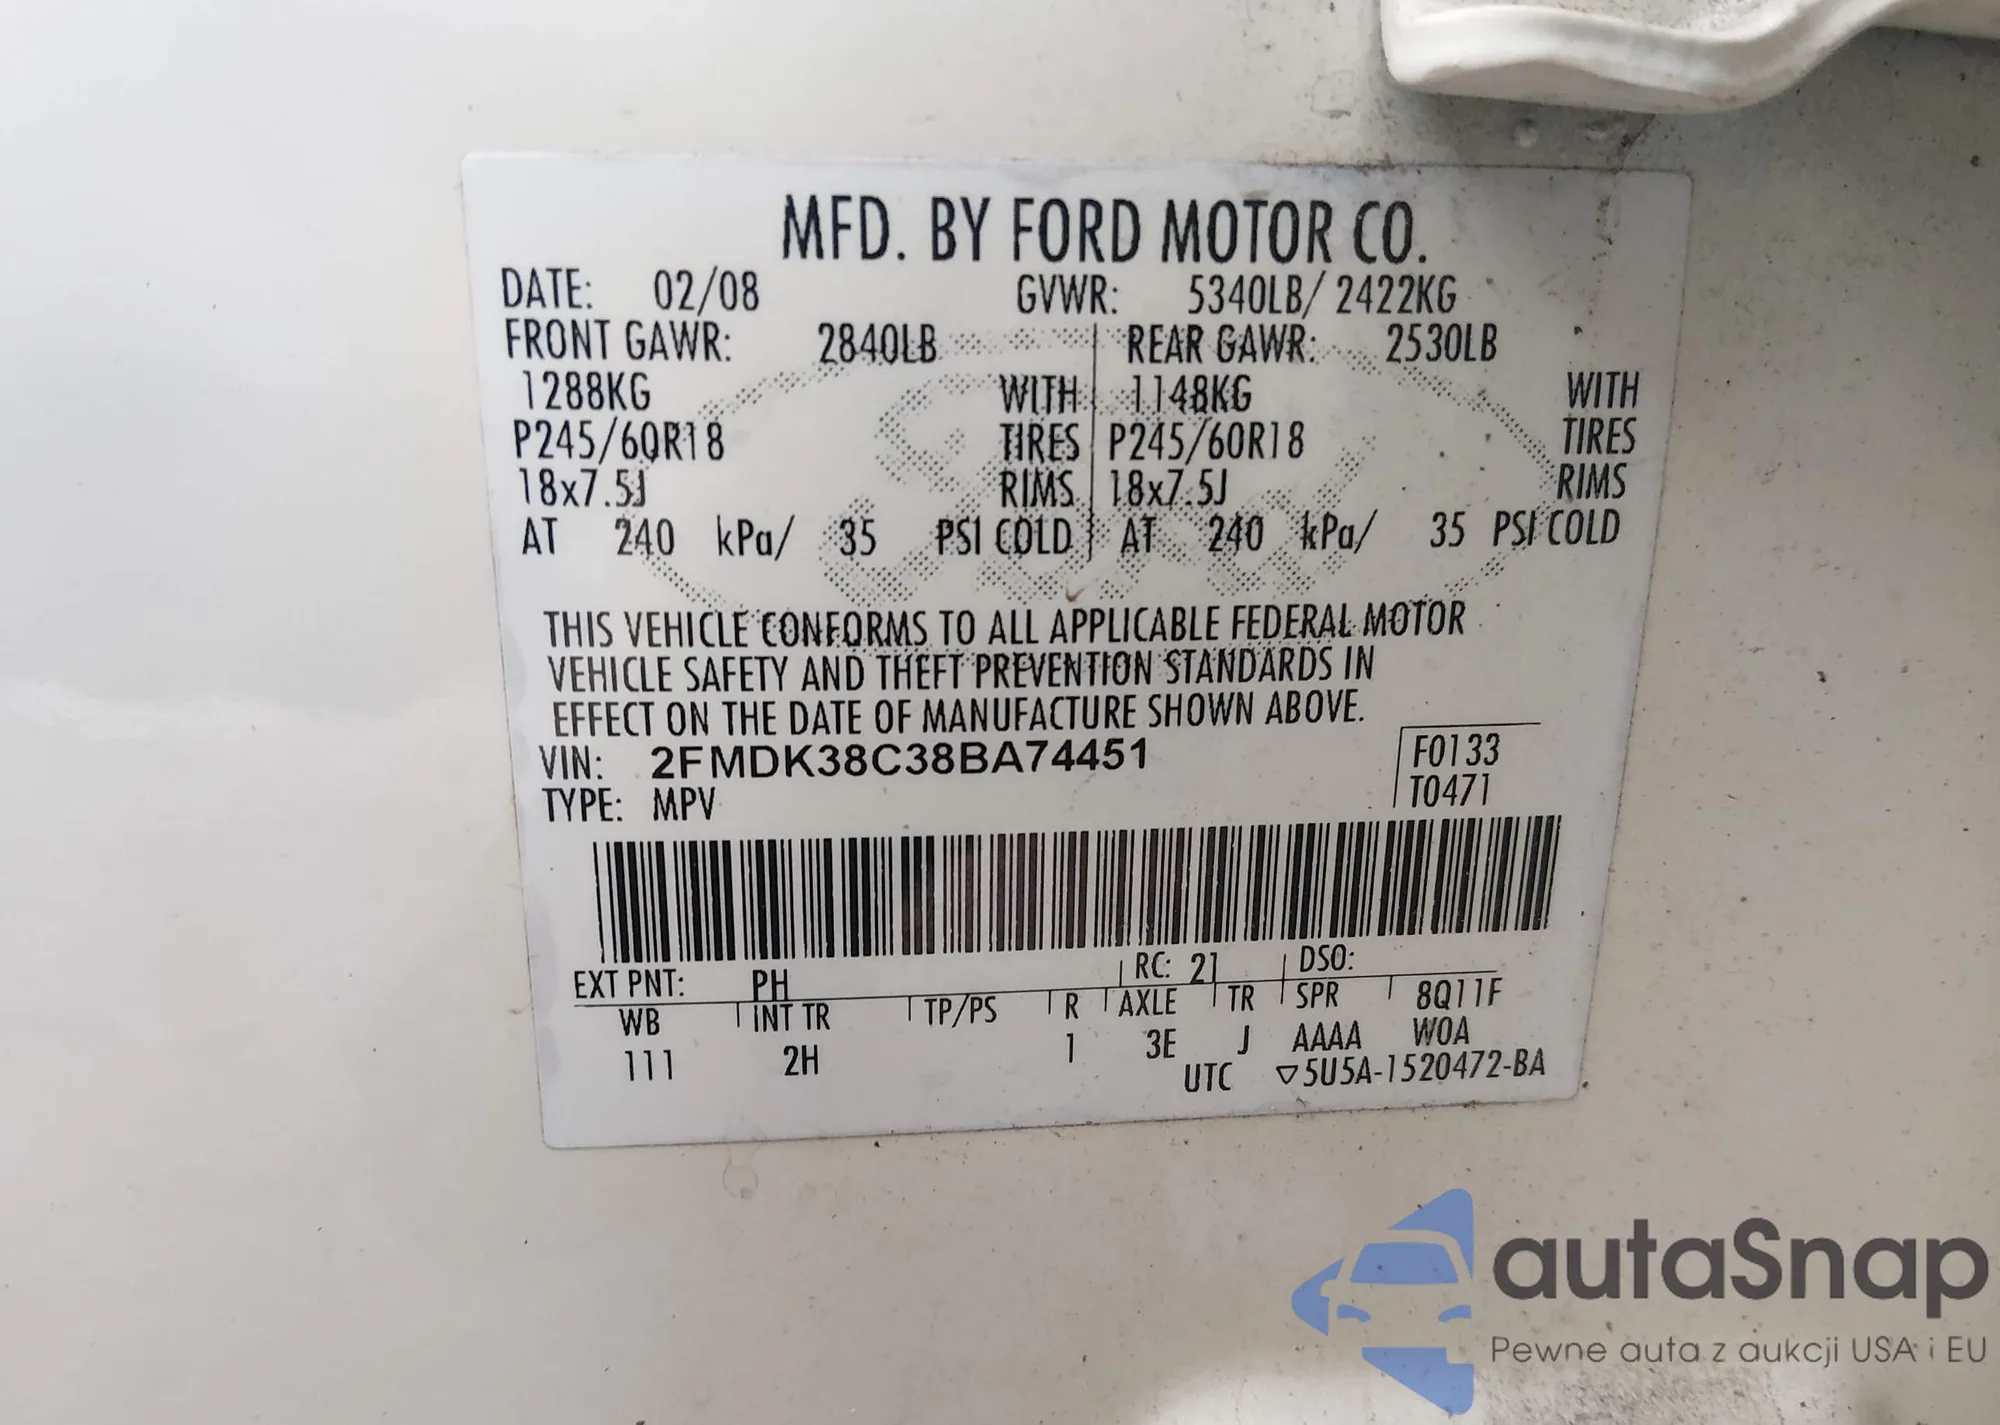 MFD. BY FORD MOTOR CO.
DATE: 02/08 GVWR: 5340LB/ 2422KG
FRONT GAWR: 2840LB REAR GAWR: 2530LB
1288KG WITH 1148KG WITH
P245/60R18 TIRES P245/60R18 TIRES
18x7.5J RIMS 18x7.5J RIMS
AT 240 kPa/ 35 PSI COLD AT 240 kPa/ 35 PSI COLD
THIS VEHICLE CONFORMS TO ALL APPLICABLE FEDERAL MOTOR
VEHICLE SAFETY AND THEFT PREVENTION STANDARDS IN
EFFECT ON THE DATE OF MANUFACTURE SHOWN ABOVE.
VIN: 2FMDK38C38BA74451 F0133
TYPE: MPV T0471
EXT PNT: PH RC: 21 DSO:
WB INT TR TP/PS R AXLE TR SPR 8Q11F
111 2H 1 3E J AAAA W0A
UTC ▽5U5A-1520472-BA
autaSnap
Pewne auta z aukcji USA i EU